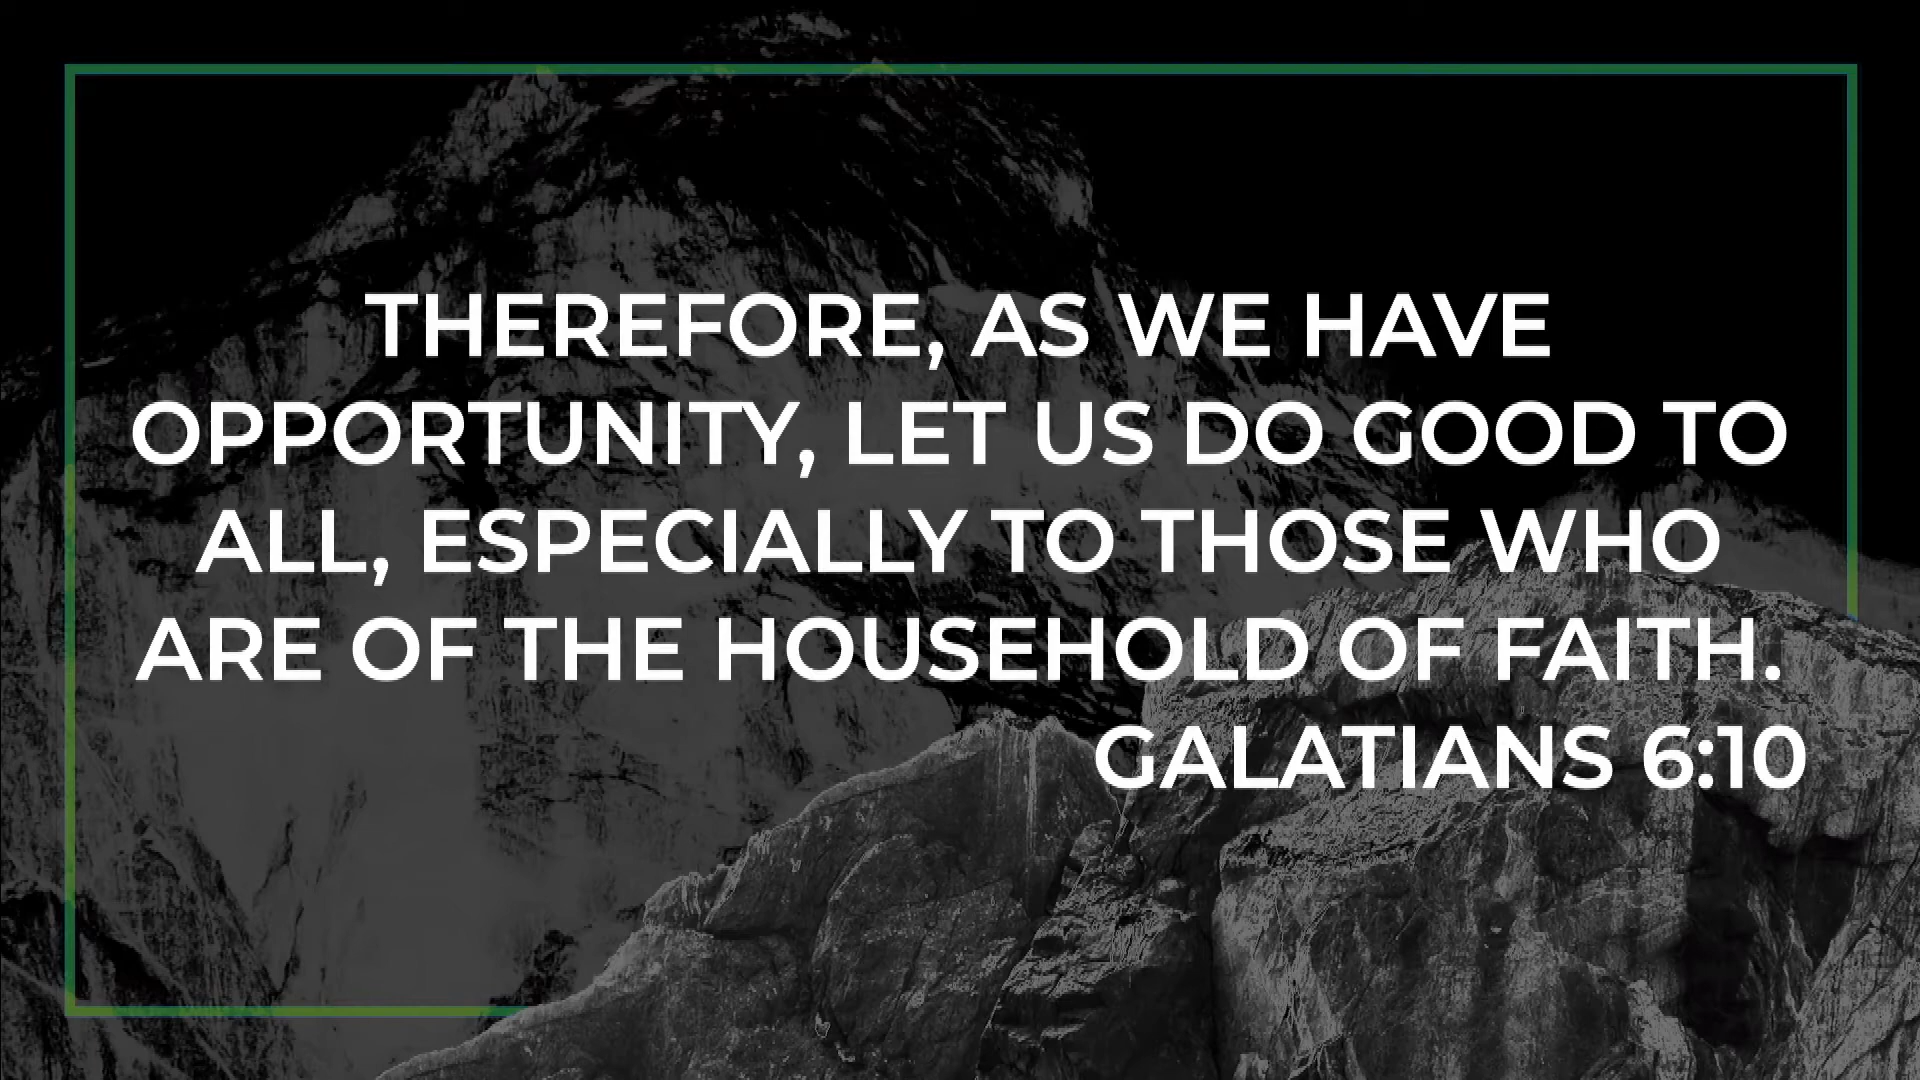 THEREFORE, AS WE HAVE
OPPORTUNITY, LET US DO GOOD TO
ALL, ESPECIALLY TO THOSE WHO
ARE OF THE HOUSEHOLD OF FAITH.
GALATIANS 6:10